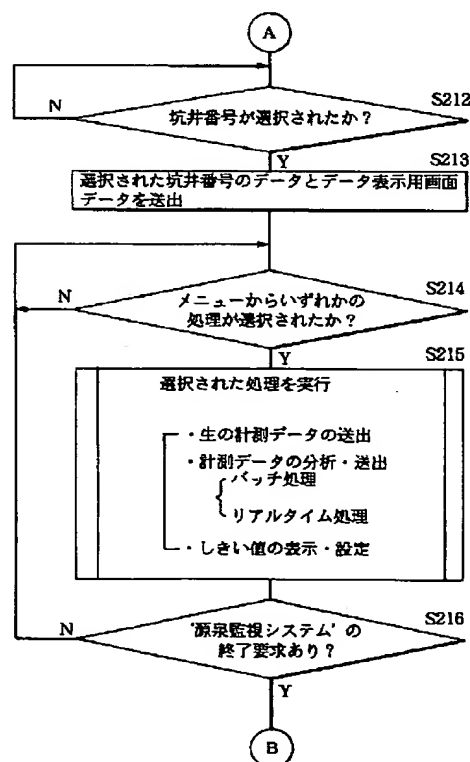 A
S212
N
坑井番号が選択されたか？
Y
S213
選択された坑井番号のデータとデータ表示用画面
データを送出
S214
N
メニューからいずれかの
処理が選択されたか？
Y
S215
選択された処理を実行
・生の計測データの送出
・計測データの分析・送出
バッチ処理
リアルタイム処理
・しきい値の表示・設定
S216
N
'源泉監視システム'の
終了要求あり？
Y
B